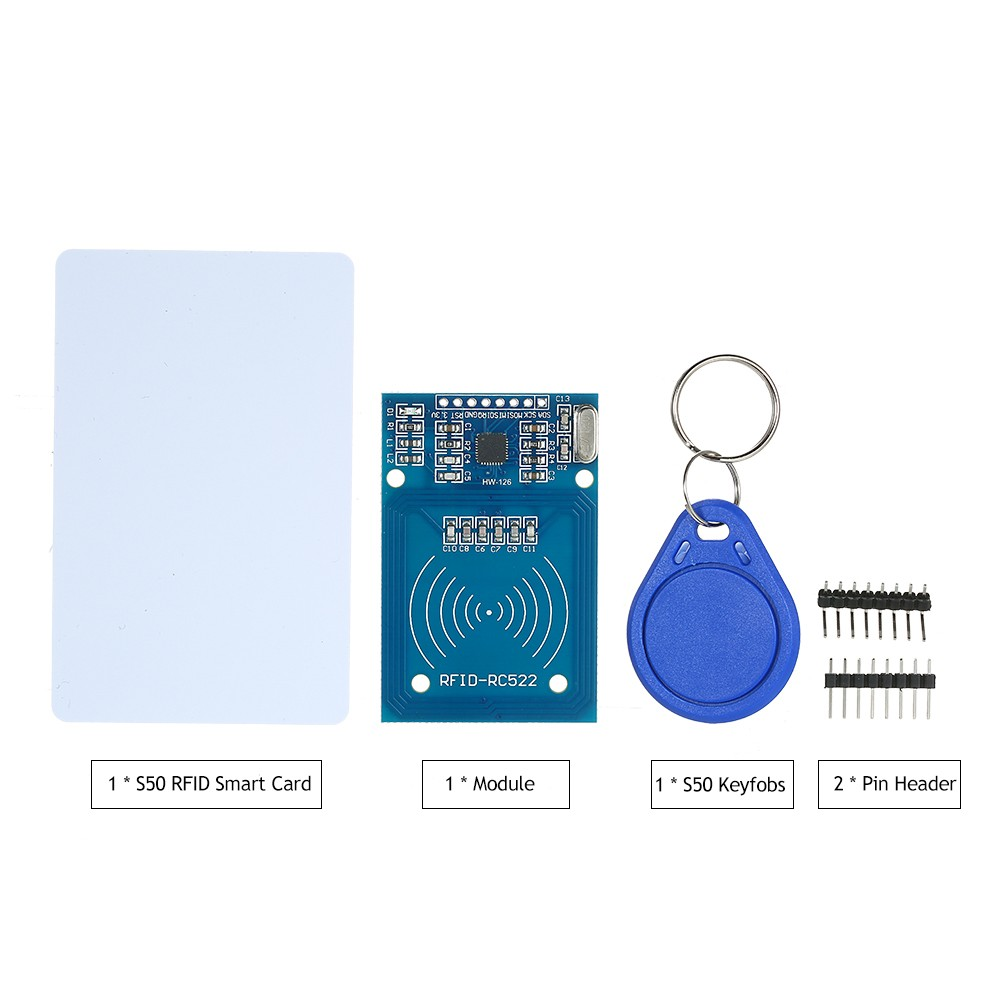 C13
3.3V RST GND IRQ MISO MOSI SCK SDA
D1
R1
L1
L2
C1
R2
C4
C5
C2
R3
R4
C3
C12
HW-126
C10 C8 C6 C7 C9 C11
RFID-RC522
1 * S50 RFID Smart Card
1 * Module
1 * S50 Keyfobs
2 * Pin Header